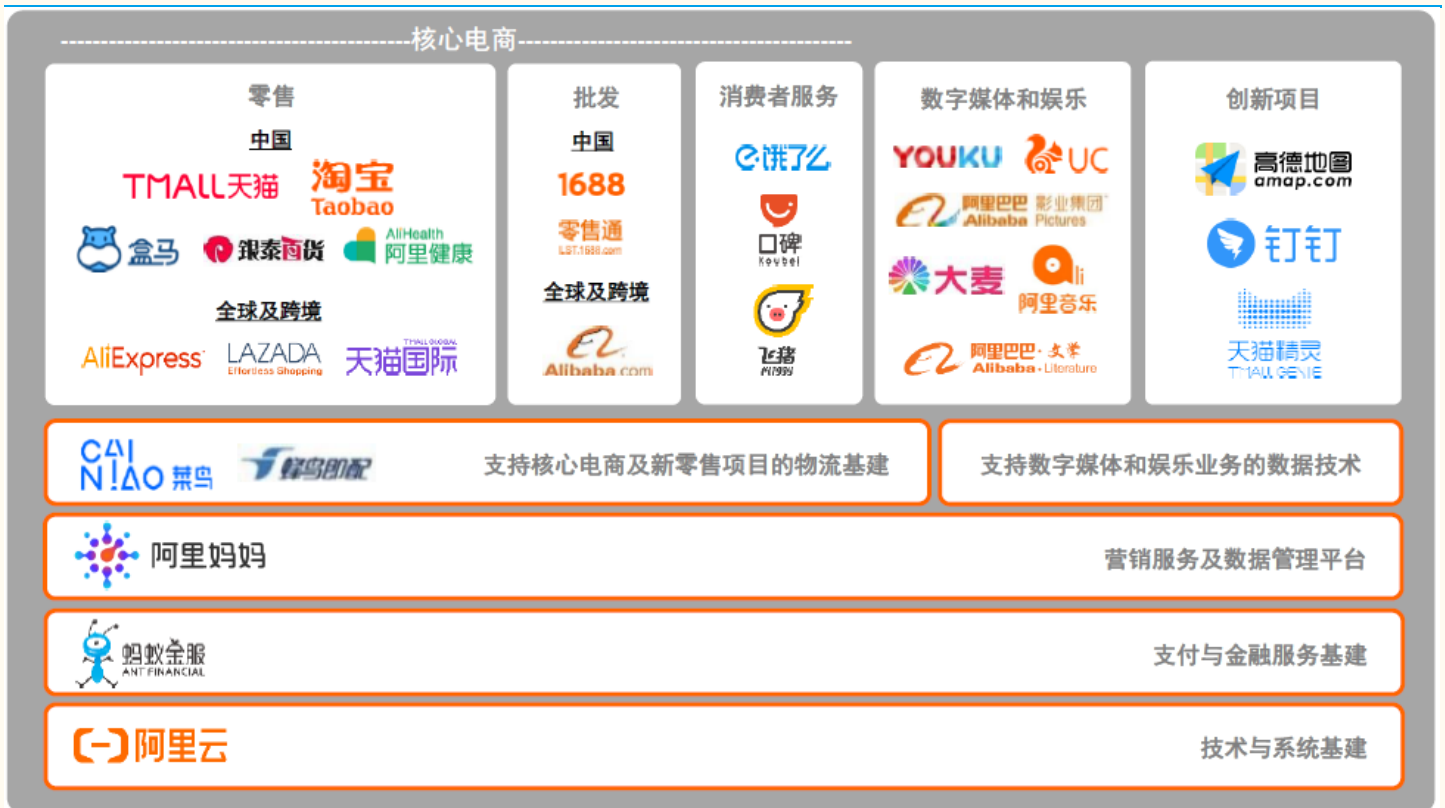 --------------------------------------------核心电商------------------------------------------
零售
中国
TMALL天猫
淘宝
Taobao
盒马
银泰百货
AliHealth
阿里健康
全球及跨境
AliExpress
LAZADA
Effortless Shopping
TMALL GLOBAL
天猫国际
批发
中国
1688
零售通
LST.1688.com
全球及跨境
Alibaba.com
消费者服务
饿了么
口碑
Koubei
飞猪
Fliggy
数字媒体和娱乐
YOUKU
UC
阿里巴巴 影业集团
Alibaba Pictures
大麦
ali
阿里音乐
阿里巴巴·文学
Alibaba·Literature
创新项目
高德地图
amap.com
钉钉
天猫精灵
TMALL GENIE
CAI
NIAO 菜鸟
蜂鸟即配
支持核心电商及新零售项目的物流基建
支持数字媒体和娱乐业务的数据技术
阿里妈妈
营销服务及数据管理平台
蚂蚁金服
ANT FINANCIAL
支付与金融服务基建
阿里云
技术与系统基建